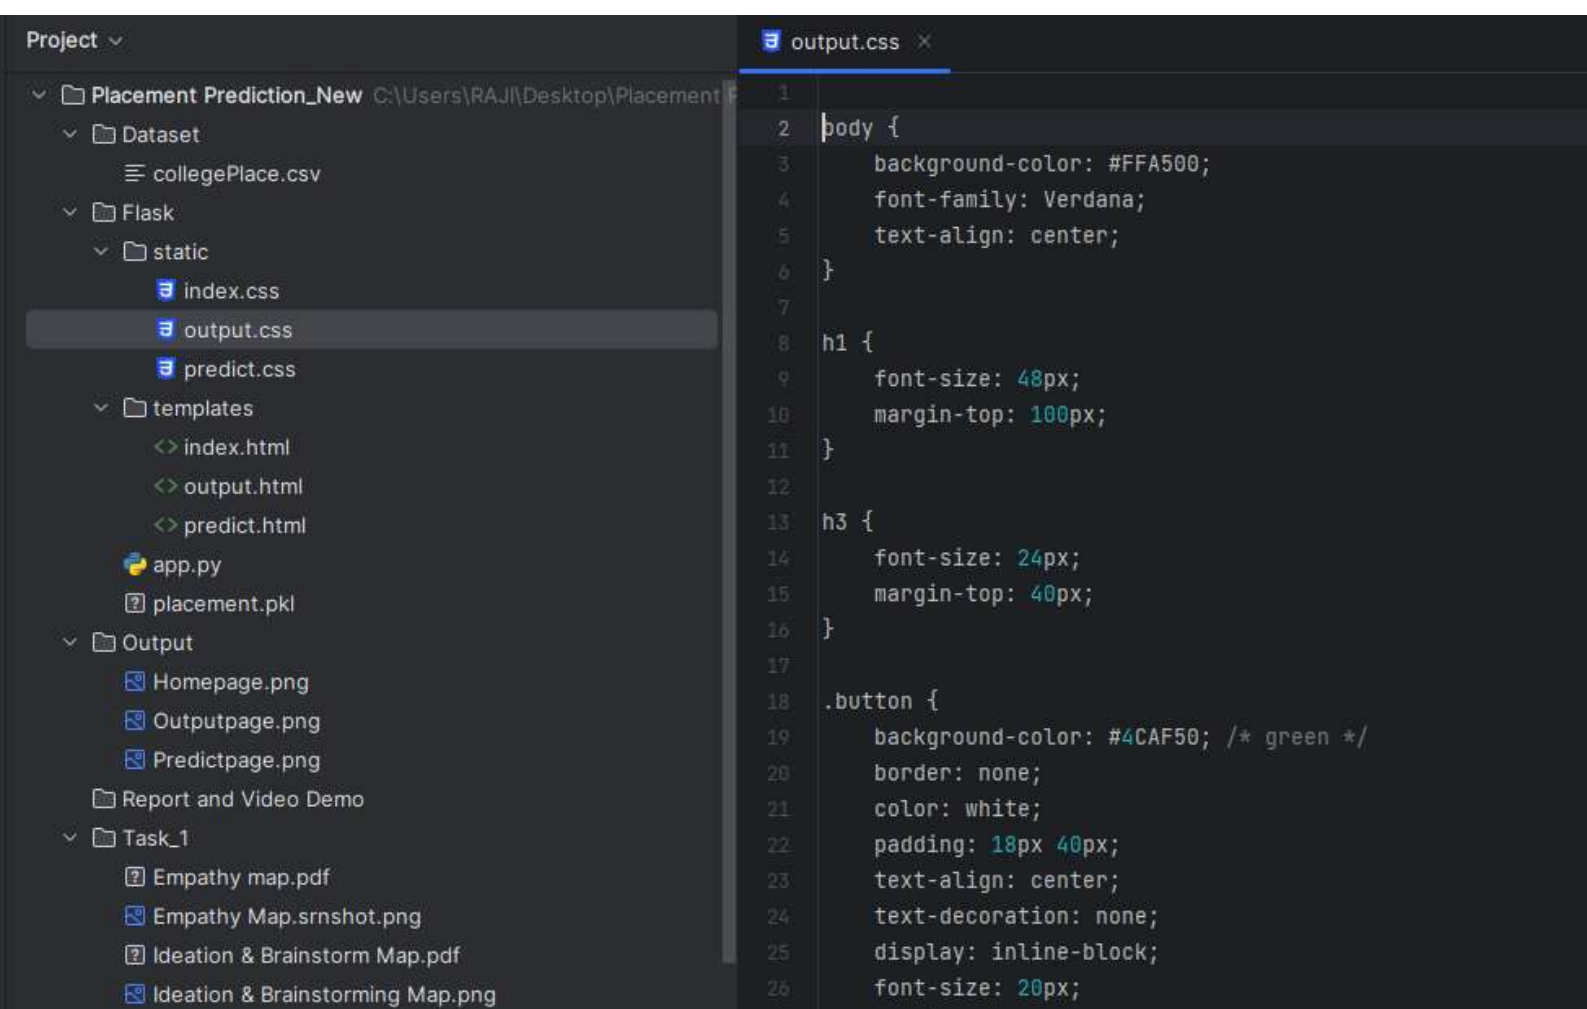 Project
Placement Prediction_New C:\Users\RAJI\Desktop\Placement P
Dataset
collegePlace.csv
Flask
static
index.css
output.css
predict.css
templates
index.html
output.html
predict.html
app.py
placement.pkl
Output
Homepage.png
Outputpage.png
Predictpage.png
Report and Video Demo
Task_1
Empathy map.pdf
Empathy Map.srnshot.png
Ideation & Brainstorm Map.pdf
Ideation & Brainstorming Map.png
output.css ×
1
2 body {
3 background-color: #FFA500;
4 font-family: Verdana;
5 text-align: center;
6 }
7
8 h1 {
9 font-size: 48px;
10 margin-top: 100px;
11 }
12
13 h3 {
14 font-size: 24px;
15 margin-top: 40px;
16 }
17
18 .button {
19 background-color: #4CAF50; /* green */
20 border: none;
21 color: white;
22 padding: 18px 40px;
23 text-align: center;
24 text-decoration: none;
25 display: inline-block;
26 font-size: 20px;